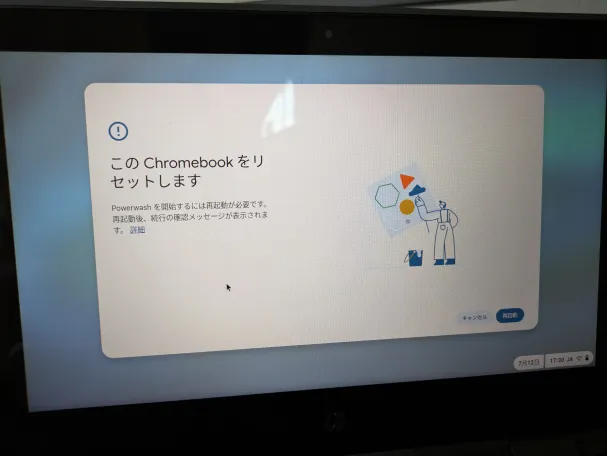 この Chromebook をリ
セットします
Powerwash を開始するには再起動が必要です。
再起動後、続行の確認メッセージが表示されま
す。 詳細
キャンセル
再起動
7月12日
17:30 JA